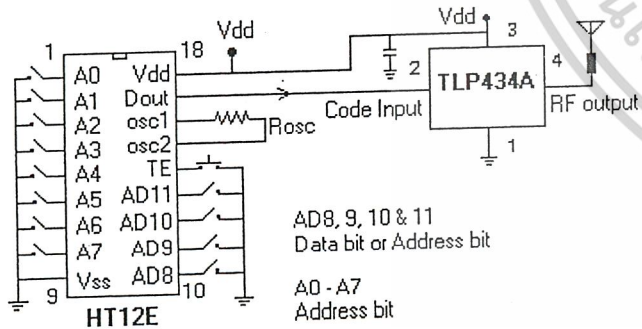 1
18
Vdd
Vdd
3
A0 Vdd
2
TLP434A
4
A1 Dout
Code Input
RF output
A2 osc1
Rosc
A3 osc2
1
A4 TE
A5 AD11
A6 AD10
AD8, 9, 10 & 11
Data bit or Address bit
A7 AD9
Vss AD8
9
10
A0 - A7
Address bit
HT12E